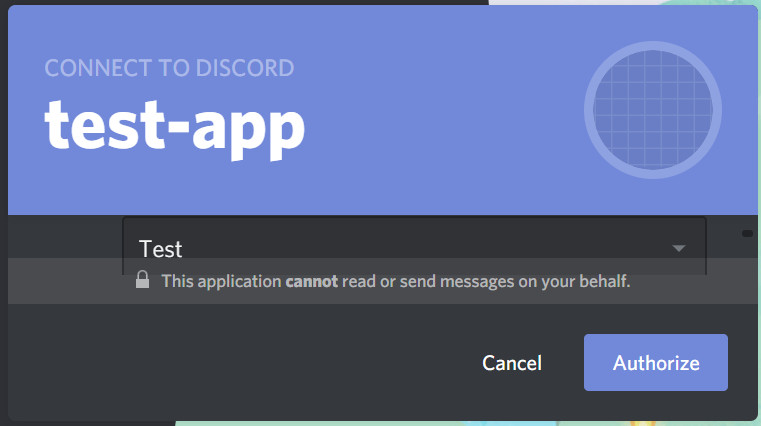 CONNECT TO DISCORD
test-app
Test
This application cannot read or send messages on your behalf.
Cancel
Authorize